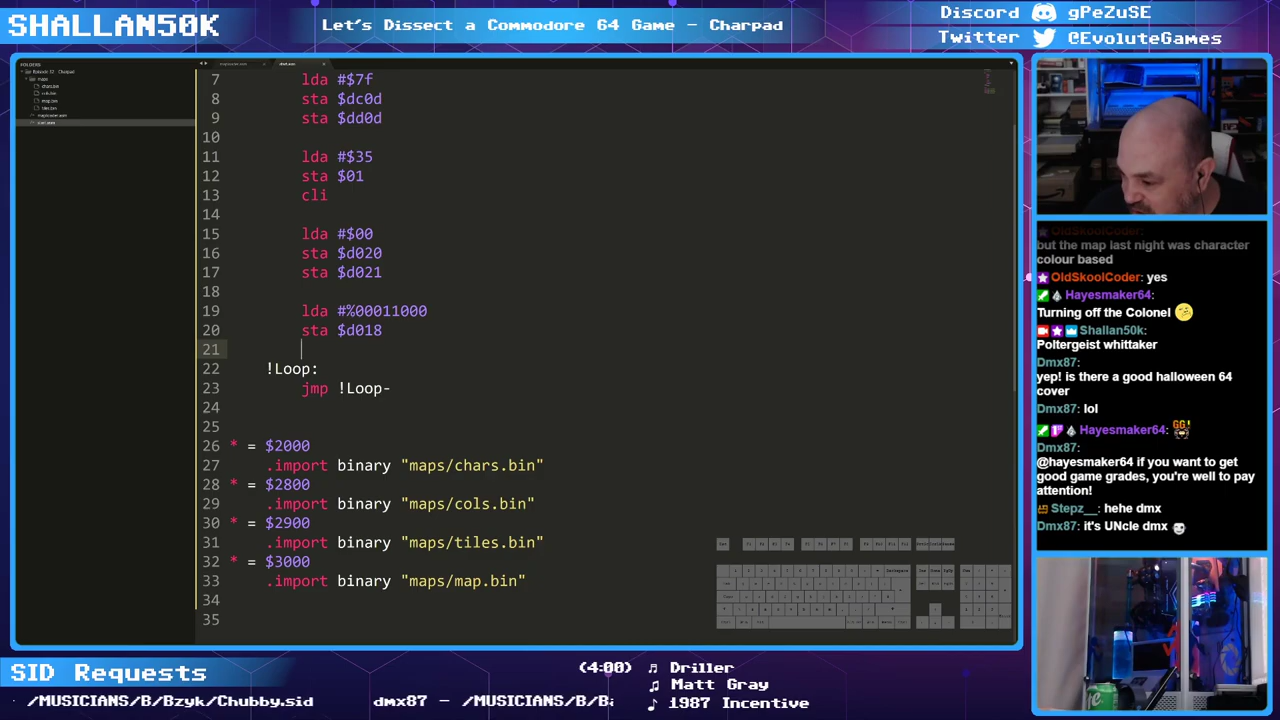 SHALLAN50K
Let's Dissect a Commodore 64 Game - Charpad
Discord gPeZuSE
Twitter @EvoluteGames
FOLDERS
maps
7 lda #$7f
8 sta $dc0d
9 sta $dd0d
10
11 lda #$35
12 sta $01
13 cli
14
15 lda #$00
16 sta $d020
17 sta $d021
18
19 lda #%00011000
20 sta $d018
21
22 !Loop:
23 jmp !Loop-
24
25
26 * = $2000
27 .import binary "maps/chars.bin"
28 * = $2800
29 .import binary "maps/cols.bin"
30 * = $2900
31 .import binary "maps/tiles.bin"
32 * = $3000
33 .import binary "maps/map.bin"
34
35
OldSkoolCoder:
but the map last night was character
colour based
OldSkoolCoder: yes
Hayesmaker64:
Turning off the Colonel
Shallan50k:
Poltergeist whittaker
Dmx87:
yep! is there a good halloween 64
cover
Dmx87: lol
Hayesmaker64: GG!
Dmx87:
@hayesmaker64 if you want to get
good game grades, you're well to pay
attention!
Stepz__: hehe dmx
Dmx87: it's UNcle dmx
SID Requests
/MUSICIANS/B/Bzyk/Chubby.sid dmx87 - /MUSICIANS/B/B
(4:00) Driller
Matt Gray
1987 Incentive